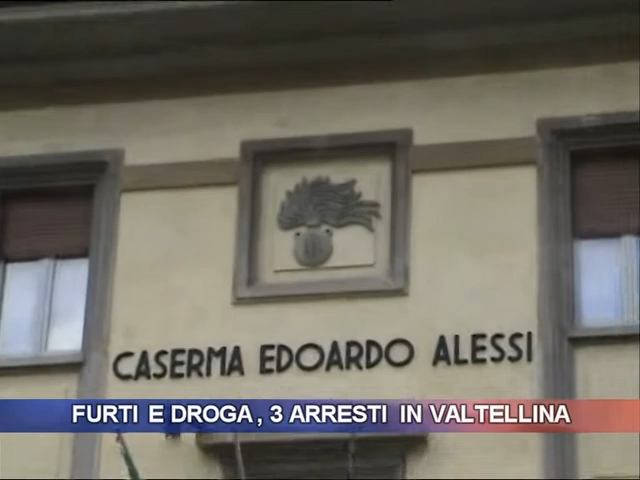 CASERMA EDOARDO ALESSI
FURTI E DROGA, 3 ARRESTI IN VALTELLINA